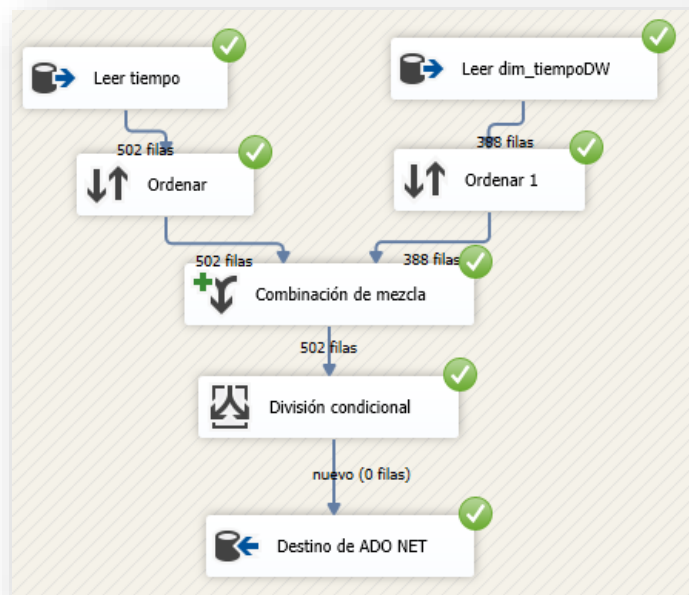 Leer tiempo
Leer dim_tiempoDW
502 filas
388 filas
Ordenar
Ordenar 1
502 filas
388 filas
Combinación de mezcla
502 filas
División condicional
nuevo (0 filas)
Destino de ADO NET